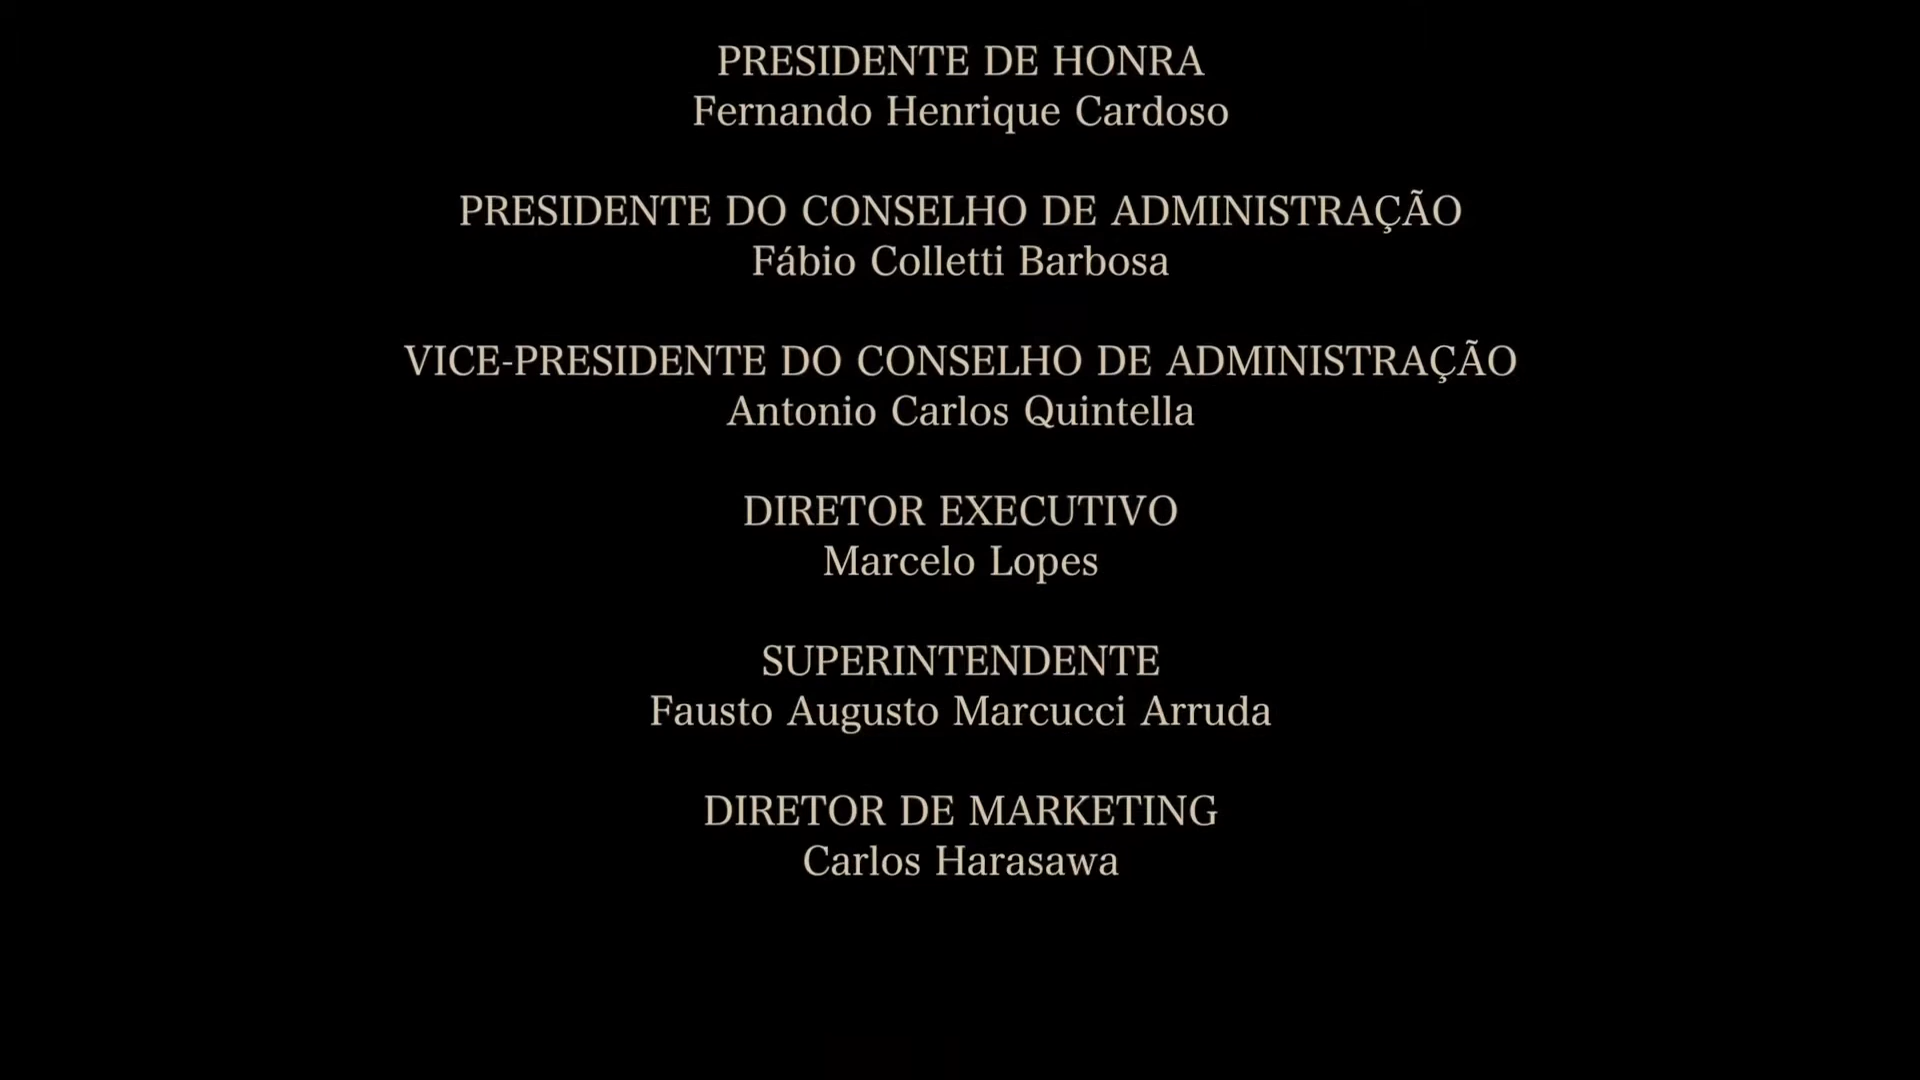 PRESIDENTE DE HONRA
Fernando Henrique Cardoso
PRESIDENTE DO CONSELHO DE ADMINISTRAÇÃO
Fábio Colletti Barbosa
VICE-PRESIDENTE DO CONSELHO DE ADMINISTRAÇÃO
Antonio Carlos Quintella
DIRETOR EXECUTIVO
Marcelo Lopes
SUPERINTENDENTE
Fausto Augusto Marcucci Arruda
DIRETOR DE MARKETING
Carlos Harasawa